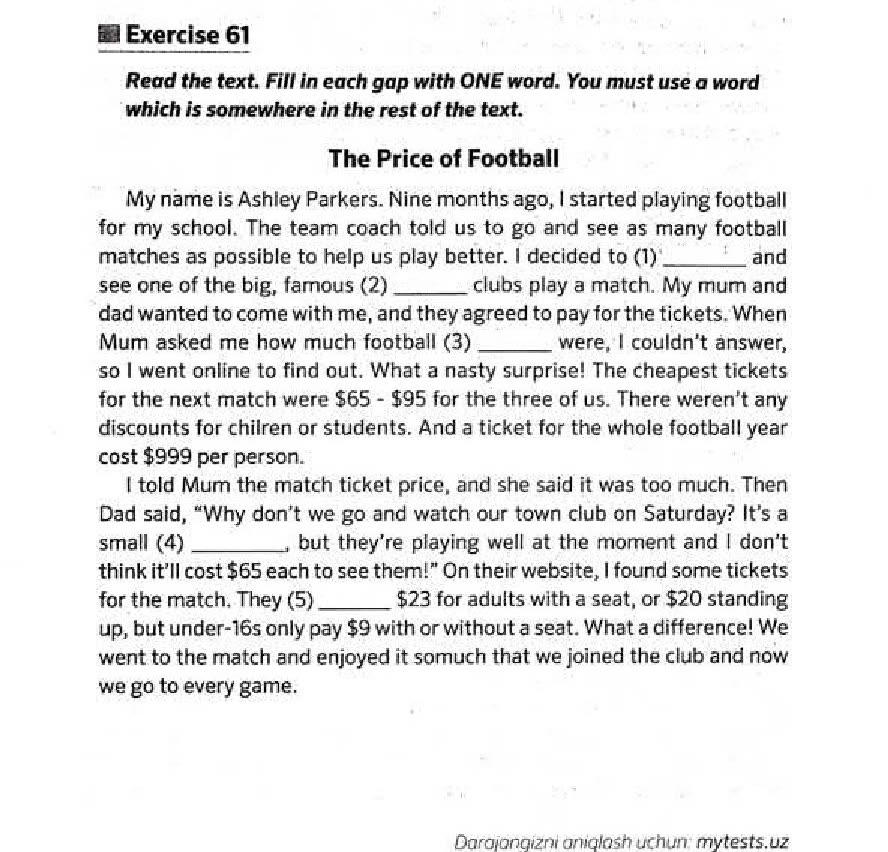 Exercise 61
Read the text. Fill in each gap with ONE word. You must use a word
which is somewhere in the rest of the text.
The Price of Football
My name is Ashley Parkers. Nine months ago, I started playing football
for my school. The team coach told us to go and see as many football
matches as possible to help us play better. I decided to (1) ________ and
see one of the big, famous (2) _______ clubs play a match. My mum and
dad wanted to come with me, and they agreed to pay for the tickets. When
Mum asked me how much football (3) _______ were, I couldn't answer,
so I went online to find out. What a nasty surprise! The cheapest tickets
for the next match were $65 - $95 for the three of us. There weren't any
discounts for chilren or students. And a ticket for the whole football year
cost $999 per person.
I told Mum the match ticket price, and she said it was too much. Then
Dad said, "Why don't we go and watch our town club on Saturday? It's a
small (4) _________, but they're playing well at the moment and I don't
think it'll cost $65 each to see them!" On their website, I found some tickets
for the match. They (5) _______ $23 for adults with a seat, or $20 standing
up, but under-16s only pay $9 with or without a seat. What a difference! We
went to the match and enjoyed it somuch that we joined the club and now
we go to every game.
Darajangizni aniqlash uchun: mytests.uz